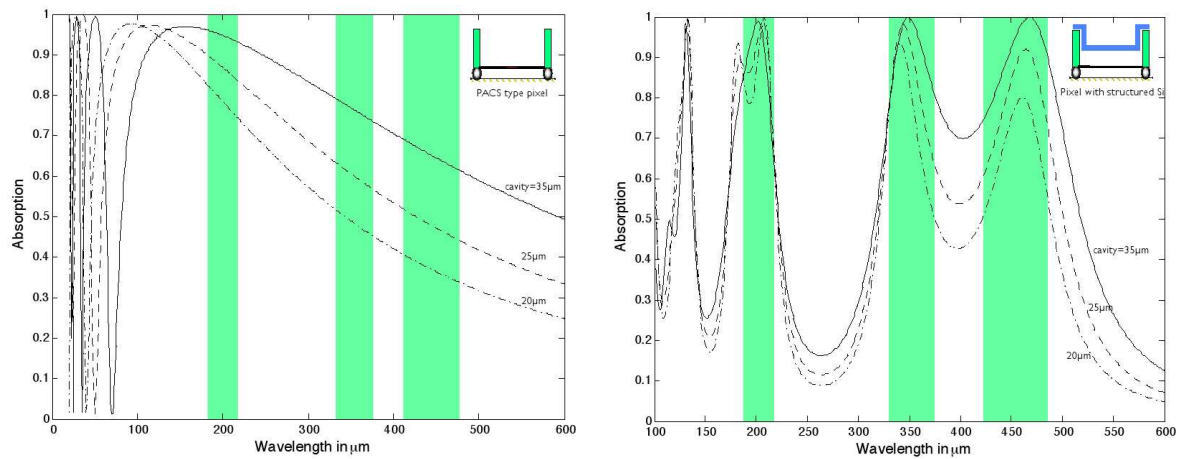 1
0.9
0.8
0.7
0.6
0.5
0.4
0.3
0.2
0.1
0
Absorption
PACS type pixel
cavity=35µm
25µm
20µm
0 50 100 200 300 400 500 600
Wavelength in µm
1
0.9
0.8
0.7
0.6
0.5
0.4
0.3
0.2
0.1
0
Absorption
Pixel with structured Si
cavity=35µm
25µm
20µm
100 150 200 250 300 350 400 450 500 550 600
Wavelength in µm